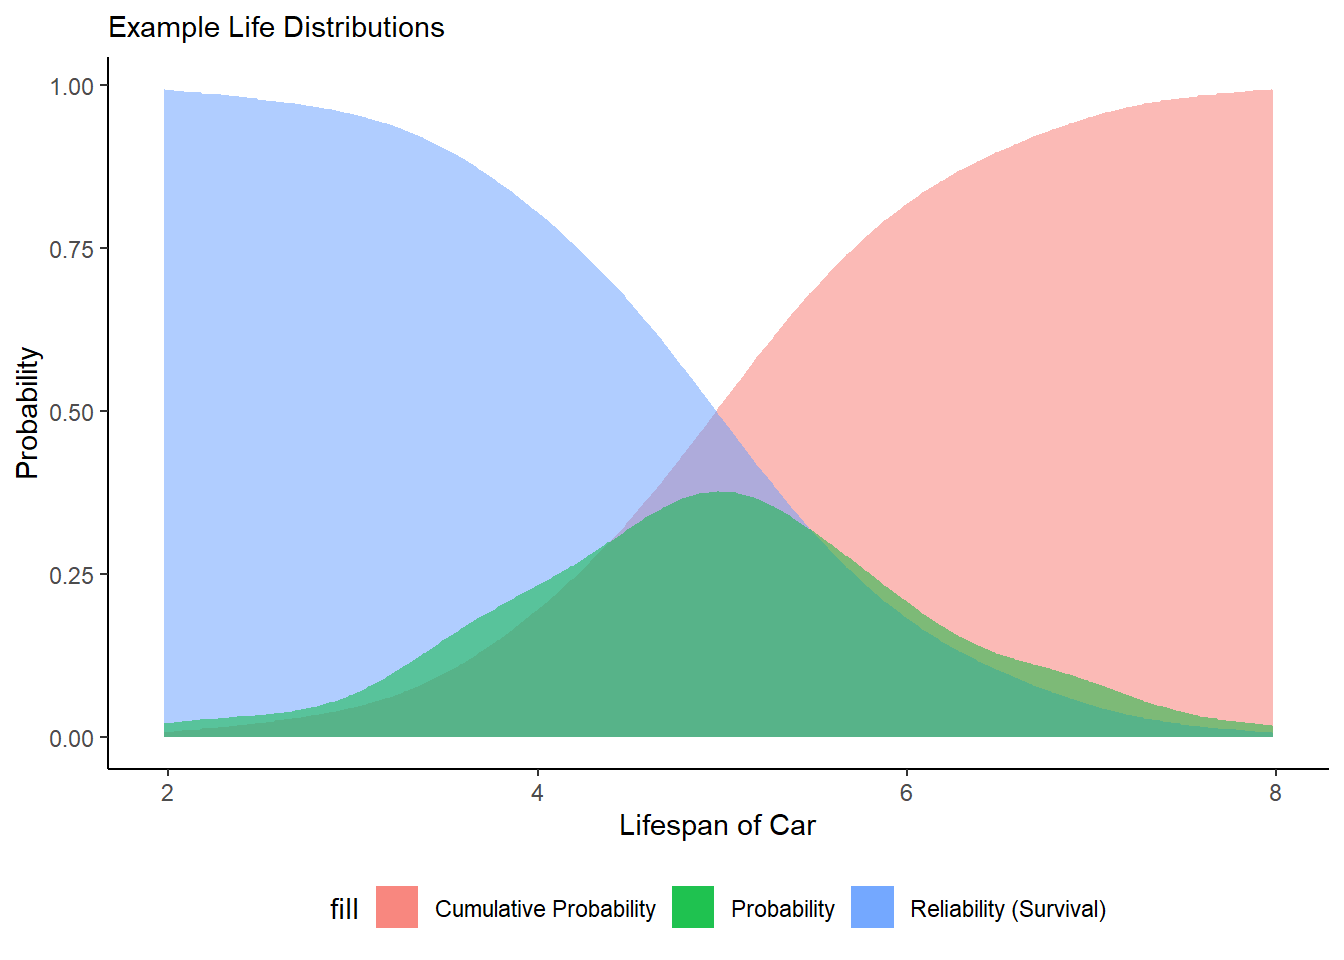 Example Life Distributions
1.00
0.75
0.50
0.25
0.00
Probability
2 4 6 8
Lifespan of Car
fill Cumulative Probability Probability Reliability (Survival)